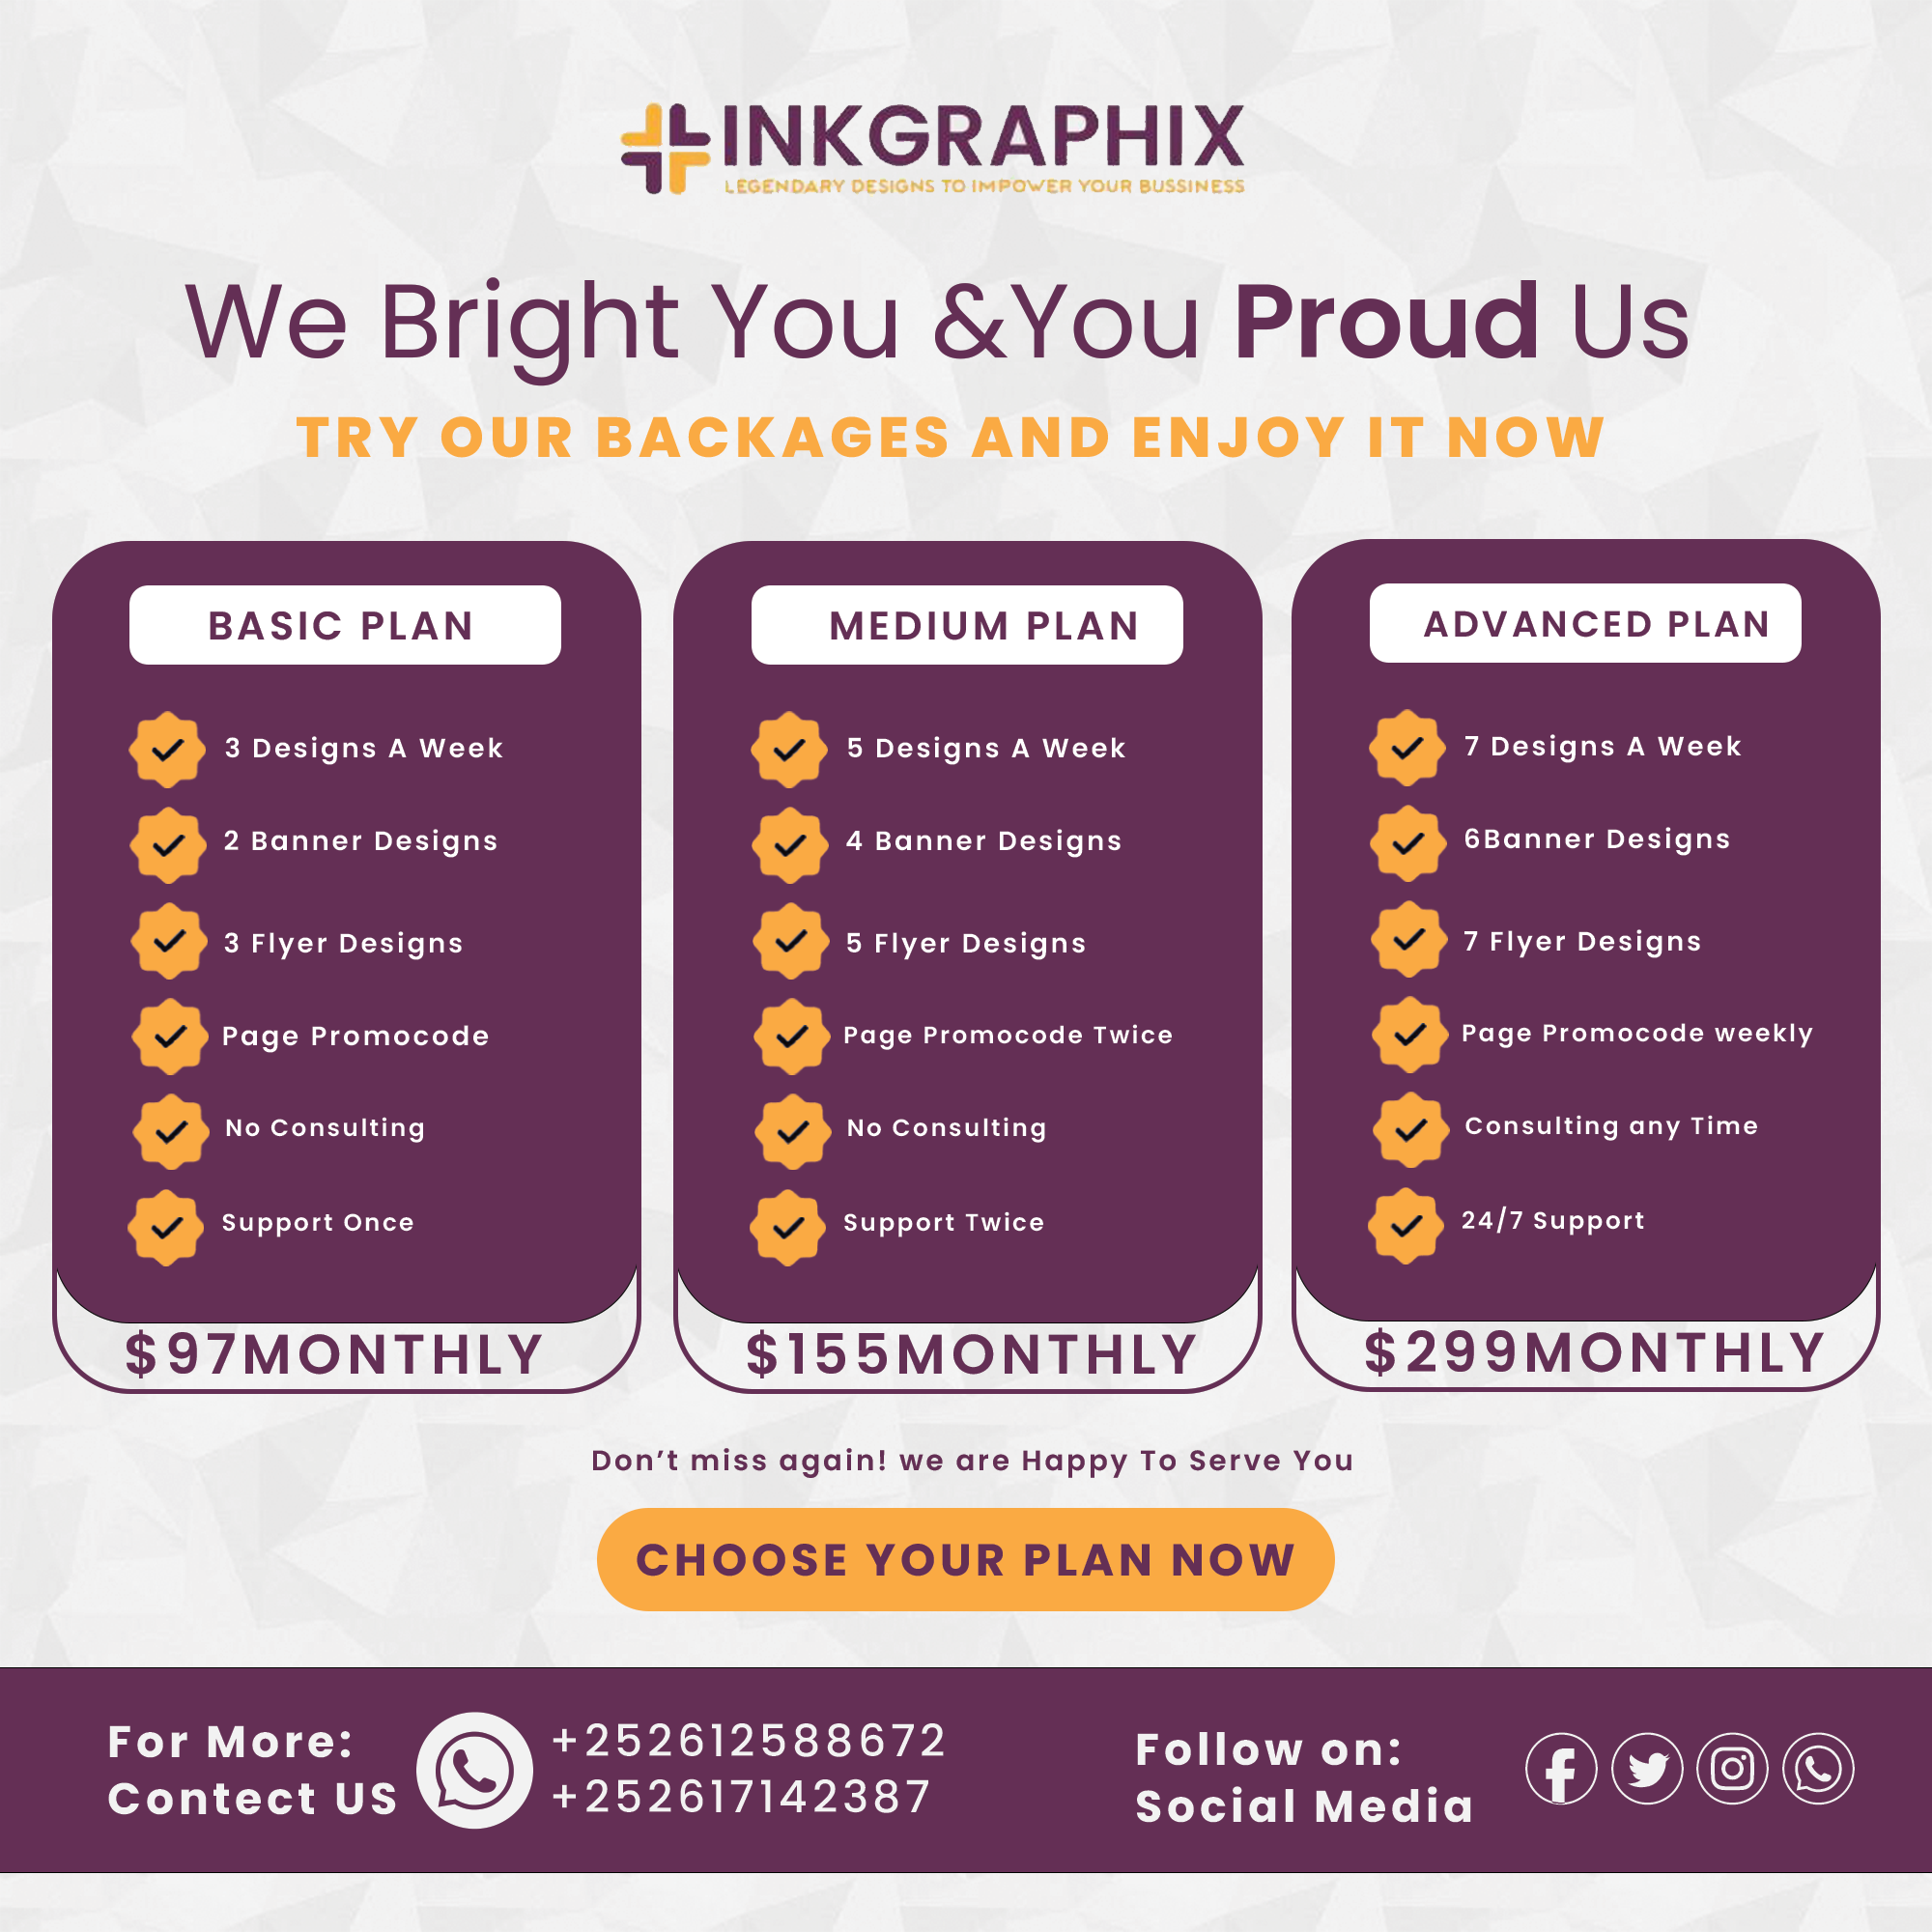 INKGRAPHIX
LEGENDARY DESIGNS TO IMPOWER YOUR BUSSINESS
We Bright You &You Proud Us
TRY OUR BACKAGES AND ENJOY IT NOW
BASIC PLAN
3 Designs A Week
2 Banner Designs
3 Flyer Designs
Page Promocode
No Consulting
Support Once
$97MONTHLY
MEDIUM PLAN
5 Designs A Week
4 Banner Designs
5 Flyer Designs
Page Promocode Twice
No Consulting
Support Twice
$155MONTHLY
ADVANCED PLAN
7 Designs A Week
6Banner Designs
7 Flyer Designs
Page Promocode weekly
Consulting any Time
24/7 Support
$299MONTHLY
Don’t miss again! we are Happy To Serve You
CHOOSE YOUR PLAN NOW
For More:
Contect US
+252612588672
+252617142387
Follow on:
Social Media